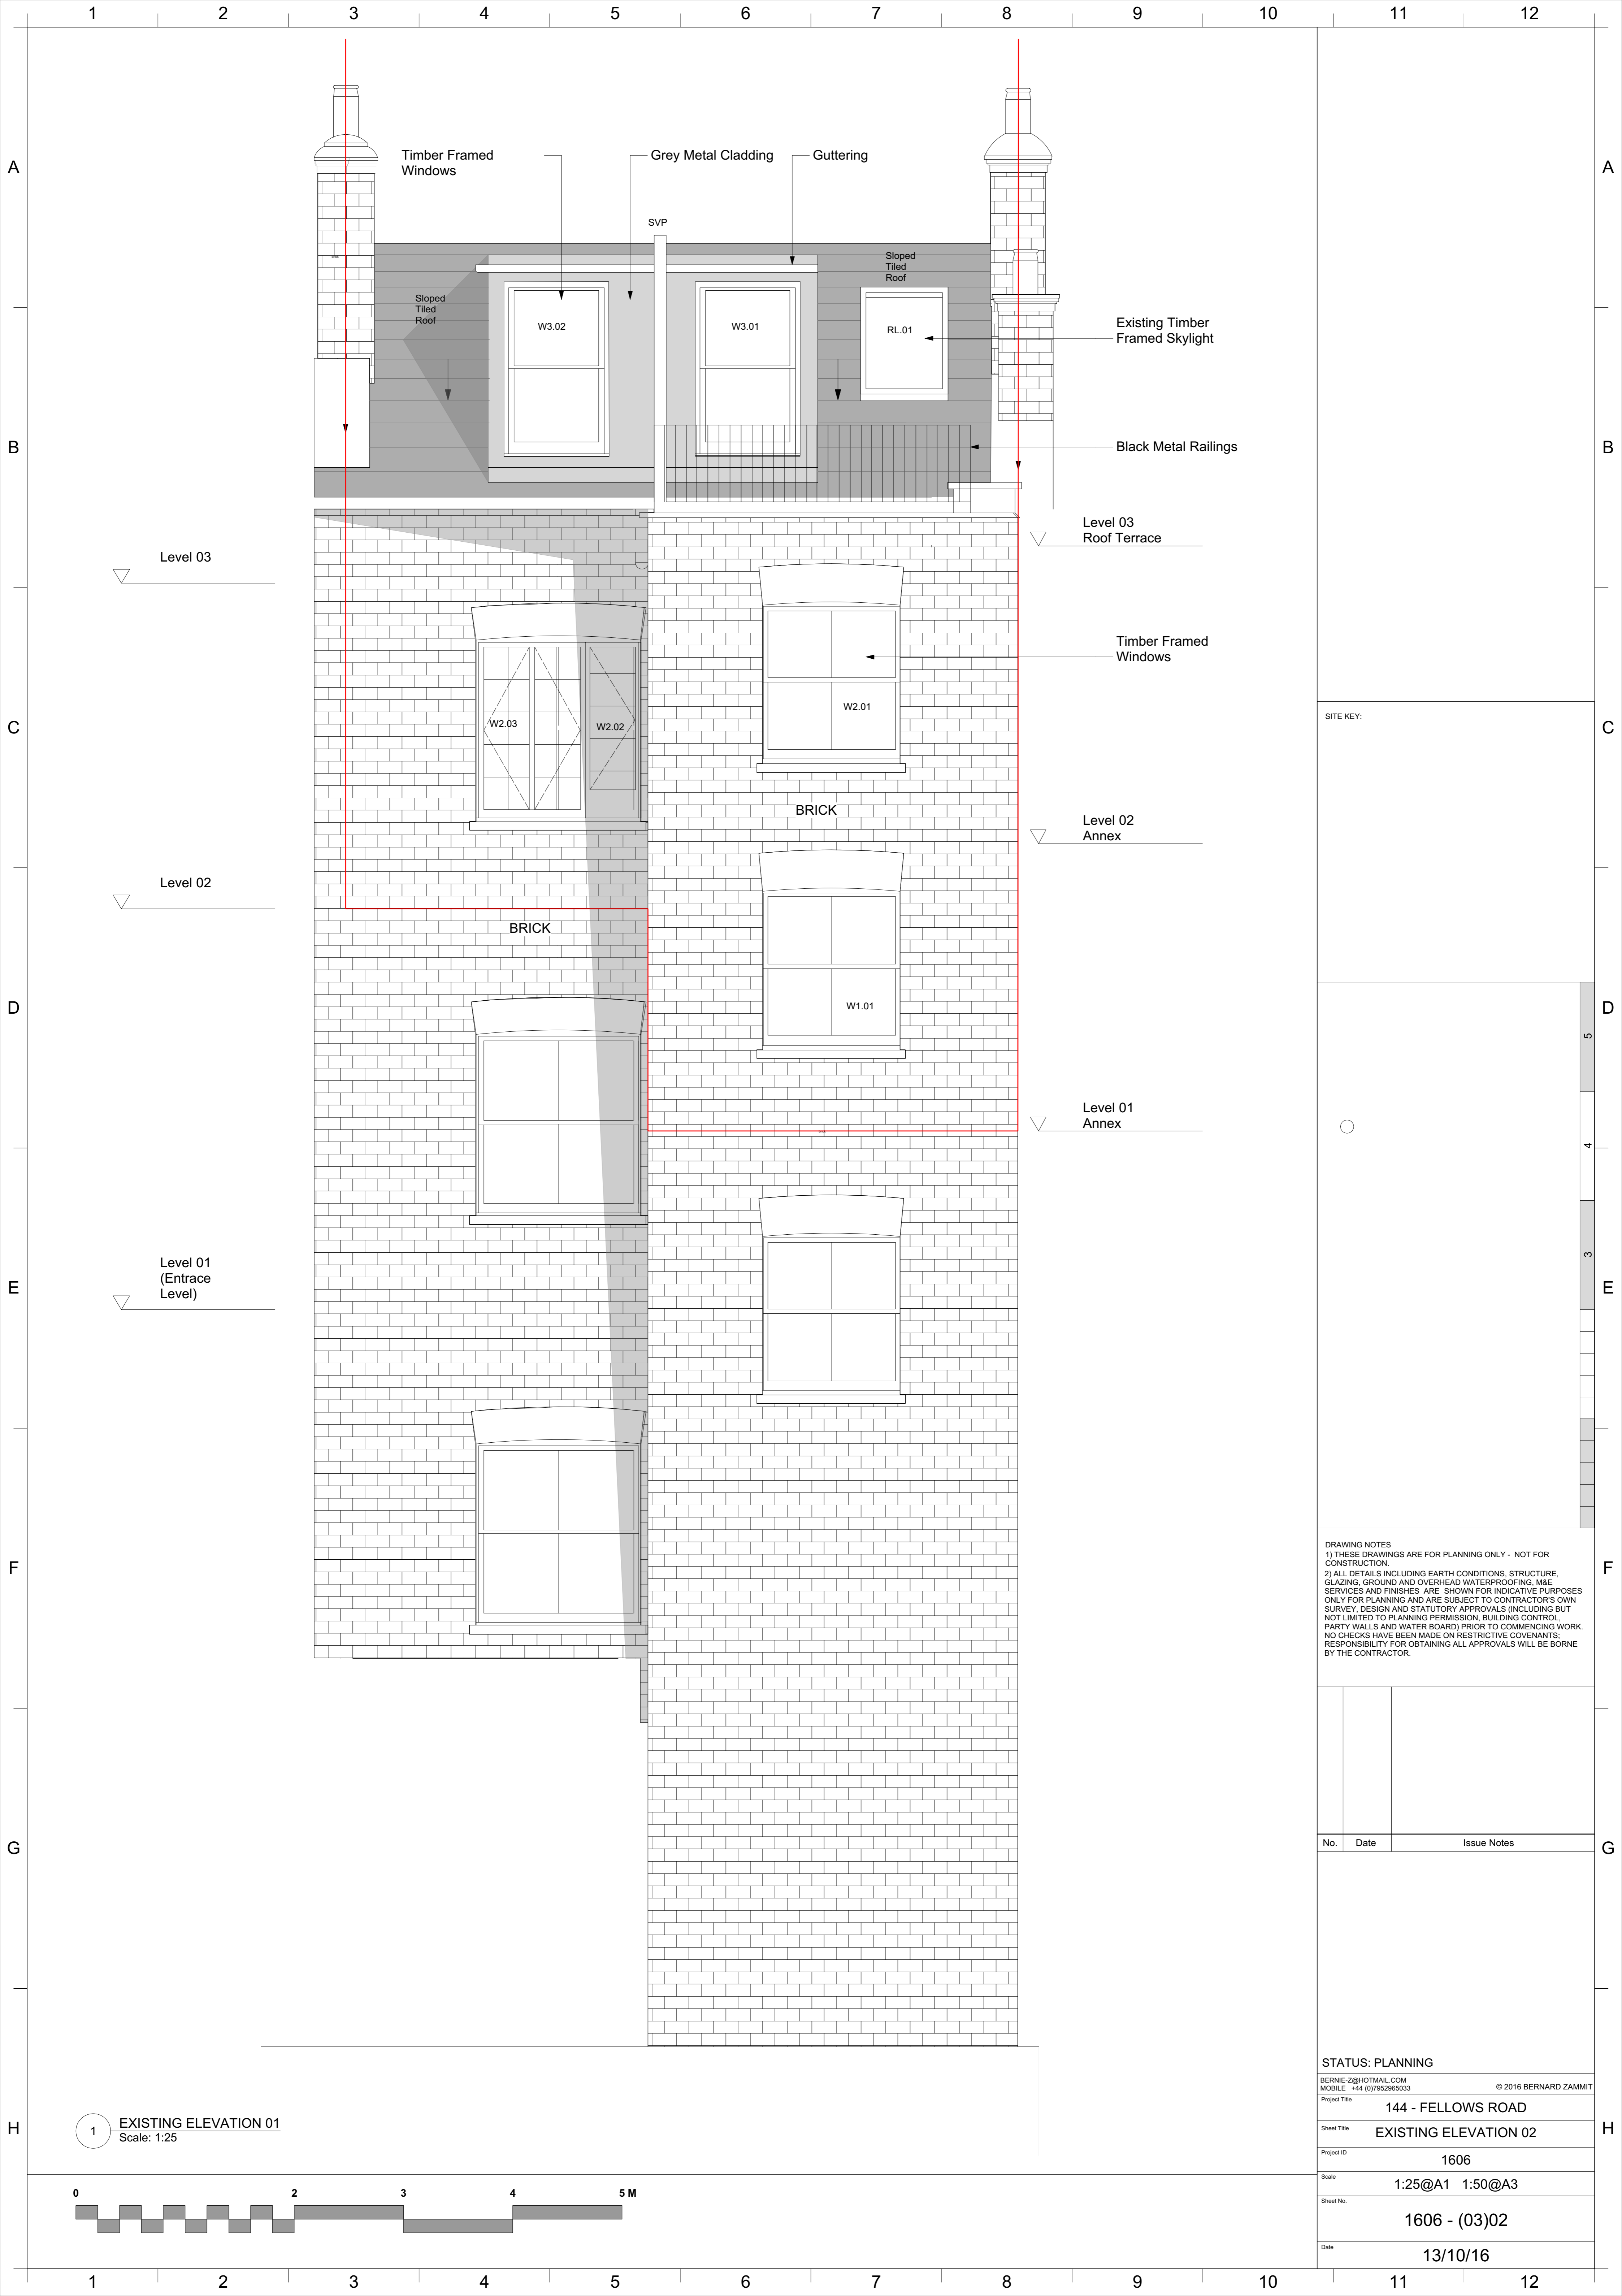 1 2 3 4 5 6 7 8 9 10 11 12
A
B
C
D
E
F
G
H
Timber Framed
Windows
Grey Metal Cladding
Guttering
SVP
Sloped
Tiled
Roof
Sloped
Tiled
Roof
W3.02
W3.01
RL.01
Existing Timber
Framed Skylight
Black Metal Railings
Level 03
Level 03
Roof Terrace
Timber Framed
Windows
W2.03
W2.02
W2.01
BRICK
Level 02
Annex
Level 02
BRICK
W1.01
Level 01
Annex
Level 01
(Entrace
Level)
1
EXISTING ELEVATION 01
Scale: 1:25
0 2 3 4 5 M
A
B
C
D
E
F
G
H
SITE KEY:
5
4
3
DRAWING NOTES
1) THESE DRAWINGS ARE FOR PLANNING ONLY - NOT FOR
CONSTRUCTION.
2) ALL DETAILS INCLUDING EARTH CONDITIONS, STRUCTURE,
GLAZING, GROUND AND OVERHEAD WATERPROOFING, M&E
SERVICES AND FINISHES ARE SHOWN FOR INDICATIVE PURPOSES
ONLY FOR PLANNING AND ARE SUBJECT TO CONTRACTOR'S OWN
SURVEY, DESIGN AND STATUTORY APPROVALS (INCLUDING BUT
NOT LIMITED TO PLANNING PERMISSION, BUILDING CONTROL,
PARTY WALLS AND WATER BOARD) PRIOR TO COMMENCING WORK.
NO CHECKS HAVE BEEN MADE ON RESTRICTIVE COVENANTS;
RESPONSIBILITY FOR OBTAINING ALL APPROVALS WILL BE BORNE
BY THE CONTRACTOR.
No. Date Issue Notes
STATUS: PLANNING
BERNIE-Z@HOTMAIL.COM
MOBILE +44 (0)7952965033
© 2016 BERNARD ZAMMIT
Project Title
144 - FELLOWS ROAD
Sheet Title
EXISTING ELEVATION 02
Project ID
1606
Scale
1:25@A1 1:50@A3
Sheet No.
1606 - (03)02
Date
13/10/16
1 2 3 4 5 6 7 8 9 10 11 12